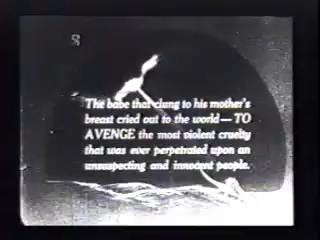 The babe that clung to his mother's
breast cried out to the world—TO
AVENGE the most violent cruelty
that was ever perpetrated upon an
unsuspecting and innocent people.